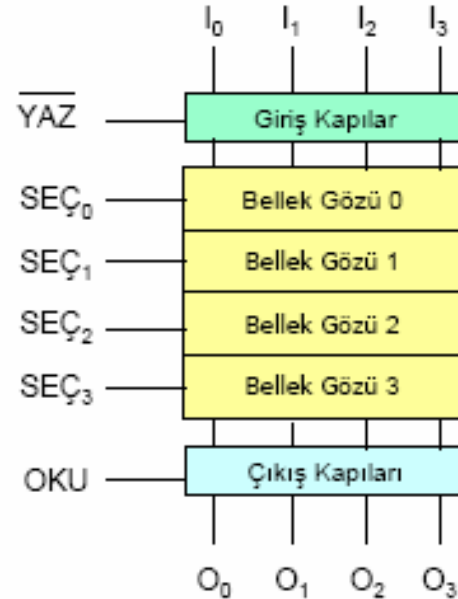 I₀ I₁ I₂ I₃
YAZ Giriş Kapılar
SEÇ₀ Bellek Gözü 0
SEÇ₁ Bellek Gözü 1
SEÇ₂ Bellek Gözü 2
SEÇ₃ Bellek Gözü 3
OKU Çıkış Kapıları
O₀ O₁ O₂ O₃